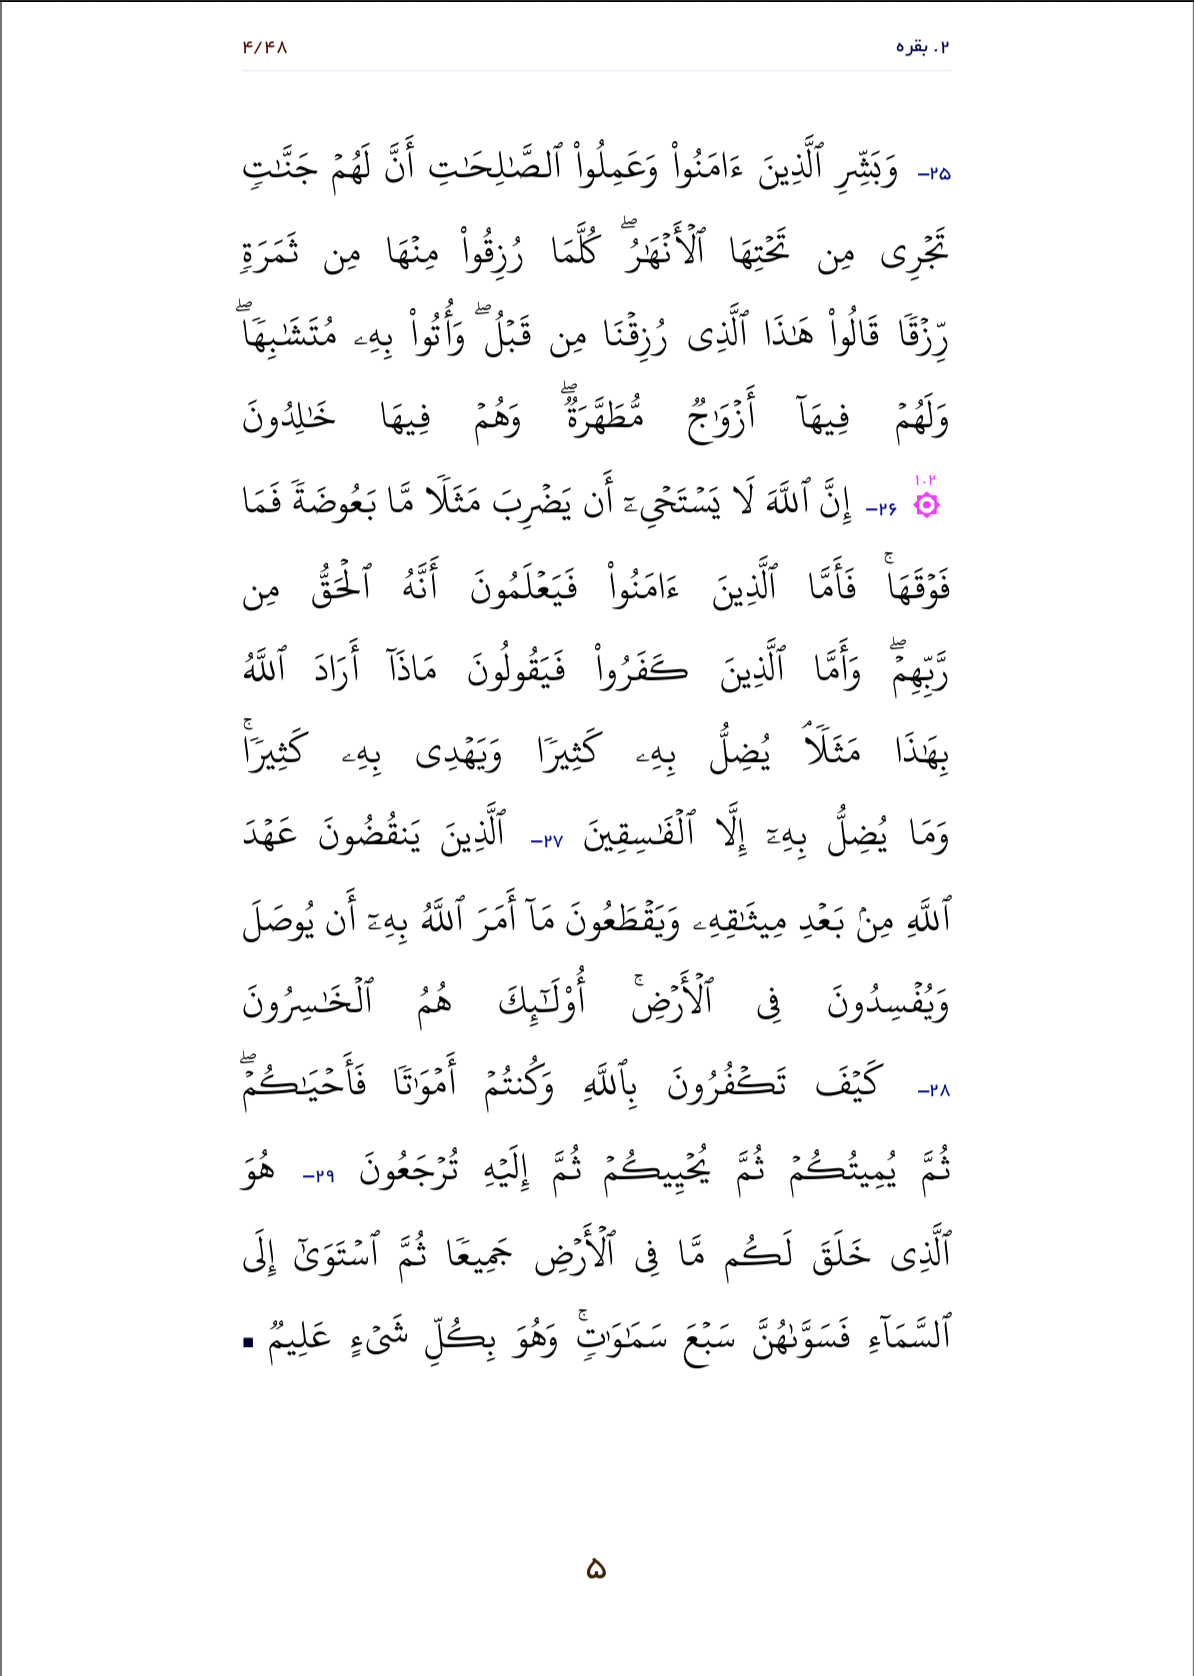 ۲. بقره
۴/۴۸
۲۵- وَبَشِّرِ ٱلَّذِينَ ءَامَنُوا۟ وَعَمِلُوا۟ ٱلصَّـٰلِحَـٰتِ أَنَّ لَهُمْ جَنَّـٰتٍ
تَجْرِى مِن تَحْتِهَا ٱلْأَنْهَـٰرُ ۖ كُلَّمَا رُزِقُوا۟ مِنْهَا مِن ثَمَرَةٍ
رِّزْقًا قَالُوا۟ هَـٰذَا ٱلَّذِى رُزِقْنَا مِن قَبْلُ ۖ وَأُتُوا۟ بِهِۦ مُتَشَـٰبِهًا ۖ
وَلَهُمْ فِيهَآ أَزْوَٰجٌ مُّطَهَّرَةٌ ۖ وَهُمْ فِيهَا خَـٰلِدُونَ
۱۰۲
۲۶- إِنَّ ٱللَّهَ لَا يَسْتَحْىِۦٓ أَن يَضْرِبَ مَثَلًا مَّا بَعُوضَةً فَمَا
فَوْقَهَا ۚ فَأَمَّا ٱلَّذِينَ ءَامَنُوا۟ فَيَعْلَمُونَ أَنَّهُ ٱلْحَقُّ مِن
رَّبِّهِمْ ۖ وَأَمَّا ٱلَّذِينَ كَفَرُوا۟ فَيَقُولُونَ مَاذَآ أَرَادَ ٱللَّهُ
بِهَـٰذَا مَثَلًا ۘ يُضِلُّ بِهِۦ كَثِيرًا وَيَهْدِى بِهِۦ كَثِيرًا ۚ
وَمَا يُضِلُّ بِهِۦٓ إِلَّا ٱلْفَـٰسِقِينَ ۲۷- ٱلَّذِينَ يَنقُضُونَ عَهْدَ
ٱللَّهِ مِنۢ بَعْدِ مِيثَـٰقِهِۦ وَيَقْطَعُونَ مَآ أَمَرَ ٱللَّهُ بِهِۦٓ أَن يُوصَلَ
وَيُفْسِدُونَ فِى ٱلْأَرْضِ ۚ أُو۟لَـٰٓئِكَ هُمُ ٱلْخَـٰسِرُونَ
۲۸- كَيْفَ تَكْفُرُونَ بِٱللَّهِ وَكُنتُمْ أَمْوَٰتًا فَأَحْيَـٰكُمْ ۖ
ثُمَّ يُمِيتُكُمْ ثُمَّ يُحْيِيكُمْ ثُمَّ إِلَيْهِ تُرْجَعُونَ ۲۹- هُوَ
ٱلَّذِى خَلَقَ لَكُم مَّا فِى ٱلْأَرْضِ جَمِيعًا ثُمَّ ٱسْتَوَىٰٓ إِلَى
ٱلسَّمَآءِ فَسَوَّىٰهُنَّ سَبْعَ سَمَـٰوَٰتٍ ۚ وَهُوَ بِكُلِّ شَىْءٍ عَلِيمٌ
۵